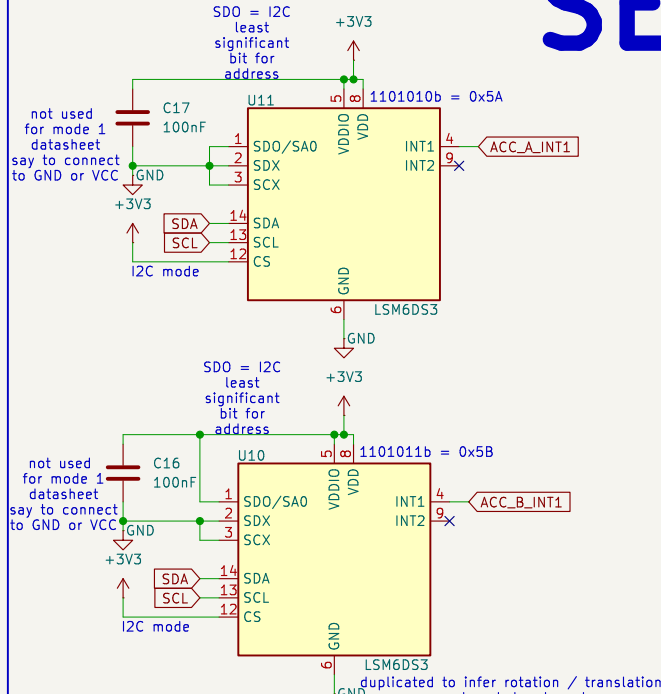 SE
SDO = I2C
least
significant
bit for
address
+3V3
not used
for mode 1
datasheet
say to connect
to GND or VCC
C17
100nF
GND
+3V3
SDA
SCL
I2C mode
U11
1101010b = 0x5A
5
8
VDDIO
VDD
1
SDO/SA0
2
SDX
3
SCX
14
SDA
13
SCL
12
CS
INT1
4
ACC_A_INT1
INT2
9
GND
6
LSM6DS3
GND
SDO = I2C
least
significant
bit for
address
+3V3
not used
for mode 1
datasheet
say to connect
to GND or VCC
C16
100nF
GND
+3V3
SDA
SCL
I2C mode
U10
1101011b = 0x5B
5
8
VDDIO
VDD
1
SDO/SA0
2
SDX
3
SCX
14
SDA
13
SCL
12
CS
INT1
4
ACC_B_INT1
INT2
9
GND
6
LSM6DS3
GND
duplicated to infer rotation / translation